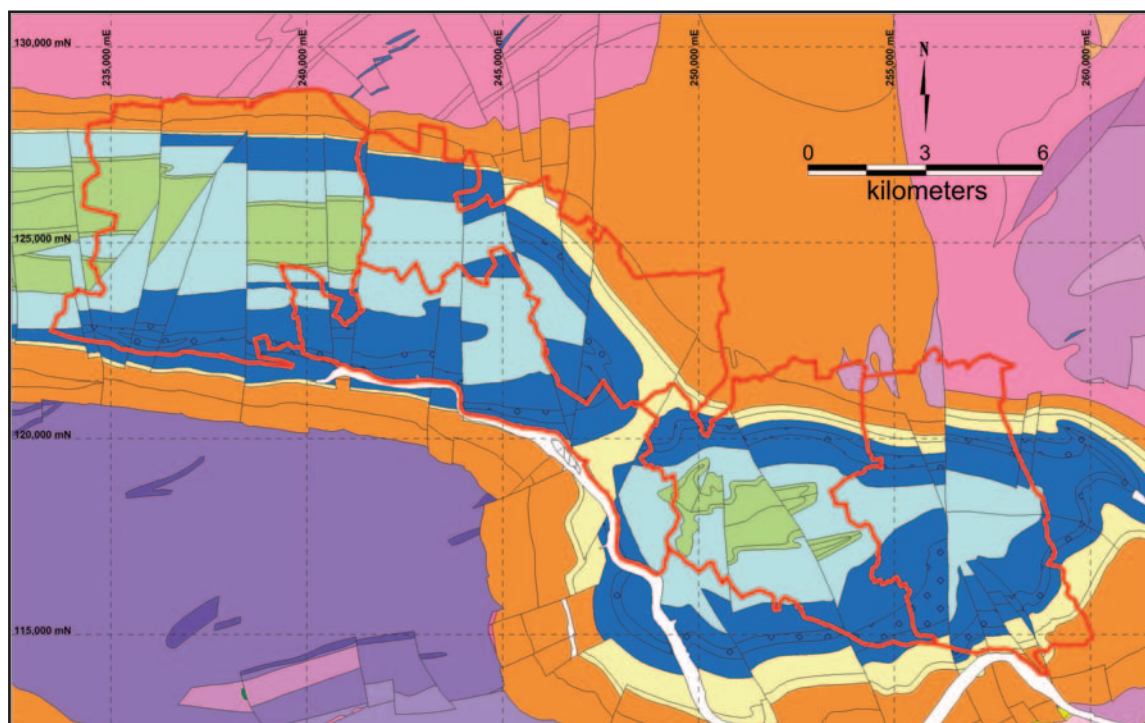 130,000 mN
235,000 mE
240,000 mE
245,000 mE
250,000 mE
255,000 mE
260,000 mE
N
0 3 6
kilometers
125,000 mN
120,000 mN
115,000 mN